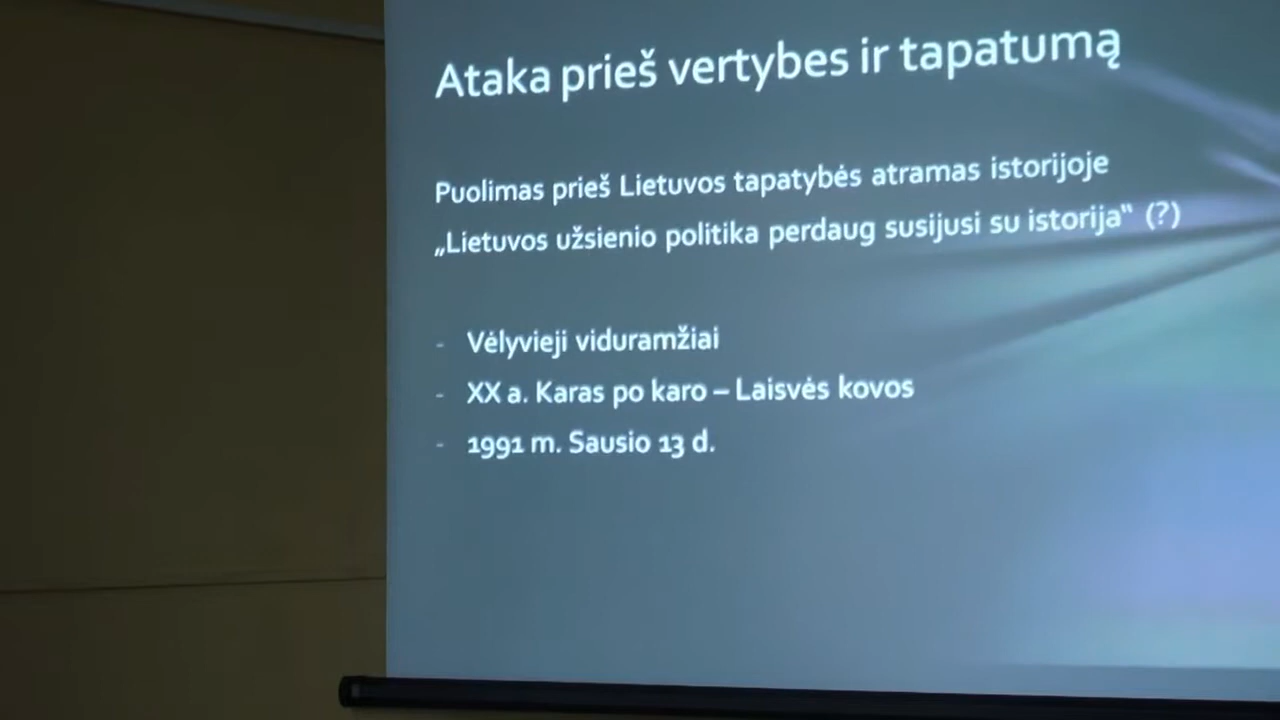 Ataka prieš vertybes ir tapatumą
Puolimas prieš Lietuvos tapatybės atramas istorijoje
„Lietuvos užsienio politika perdaug susijusi su istorija“ (?)
- Vėlyvieji viduramžiai
- XX a. Karas po karo – Laisvės kovos
- 1991 m. Sausio 13 d.